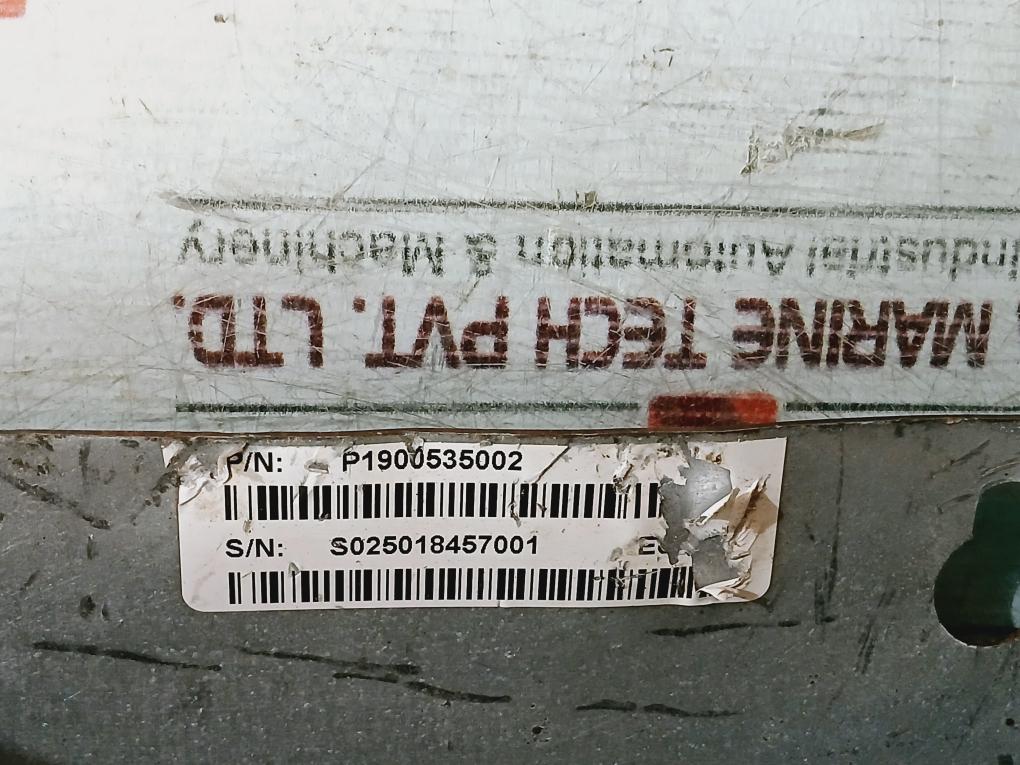 Industrial Automation & Machinery
MARINE TECH PVT. LTD.
P/N: P1900535002
S/N: S025018457001